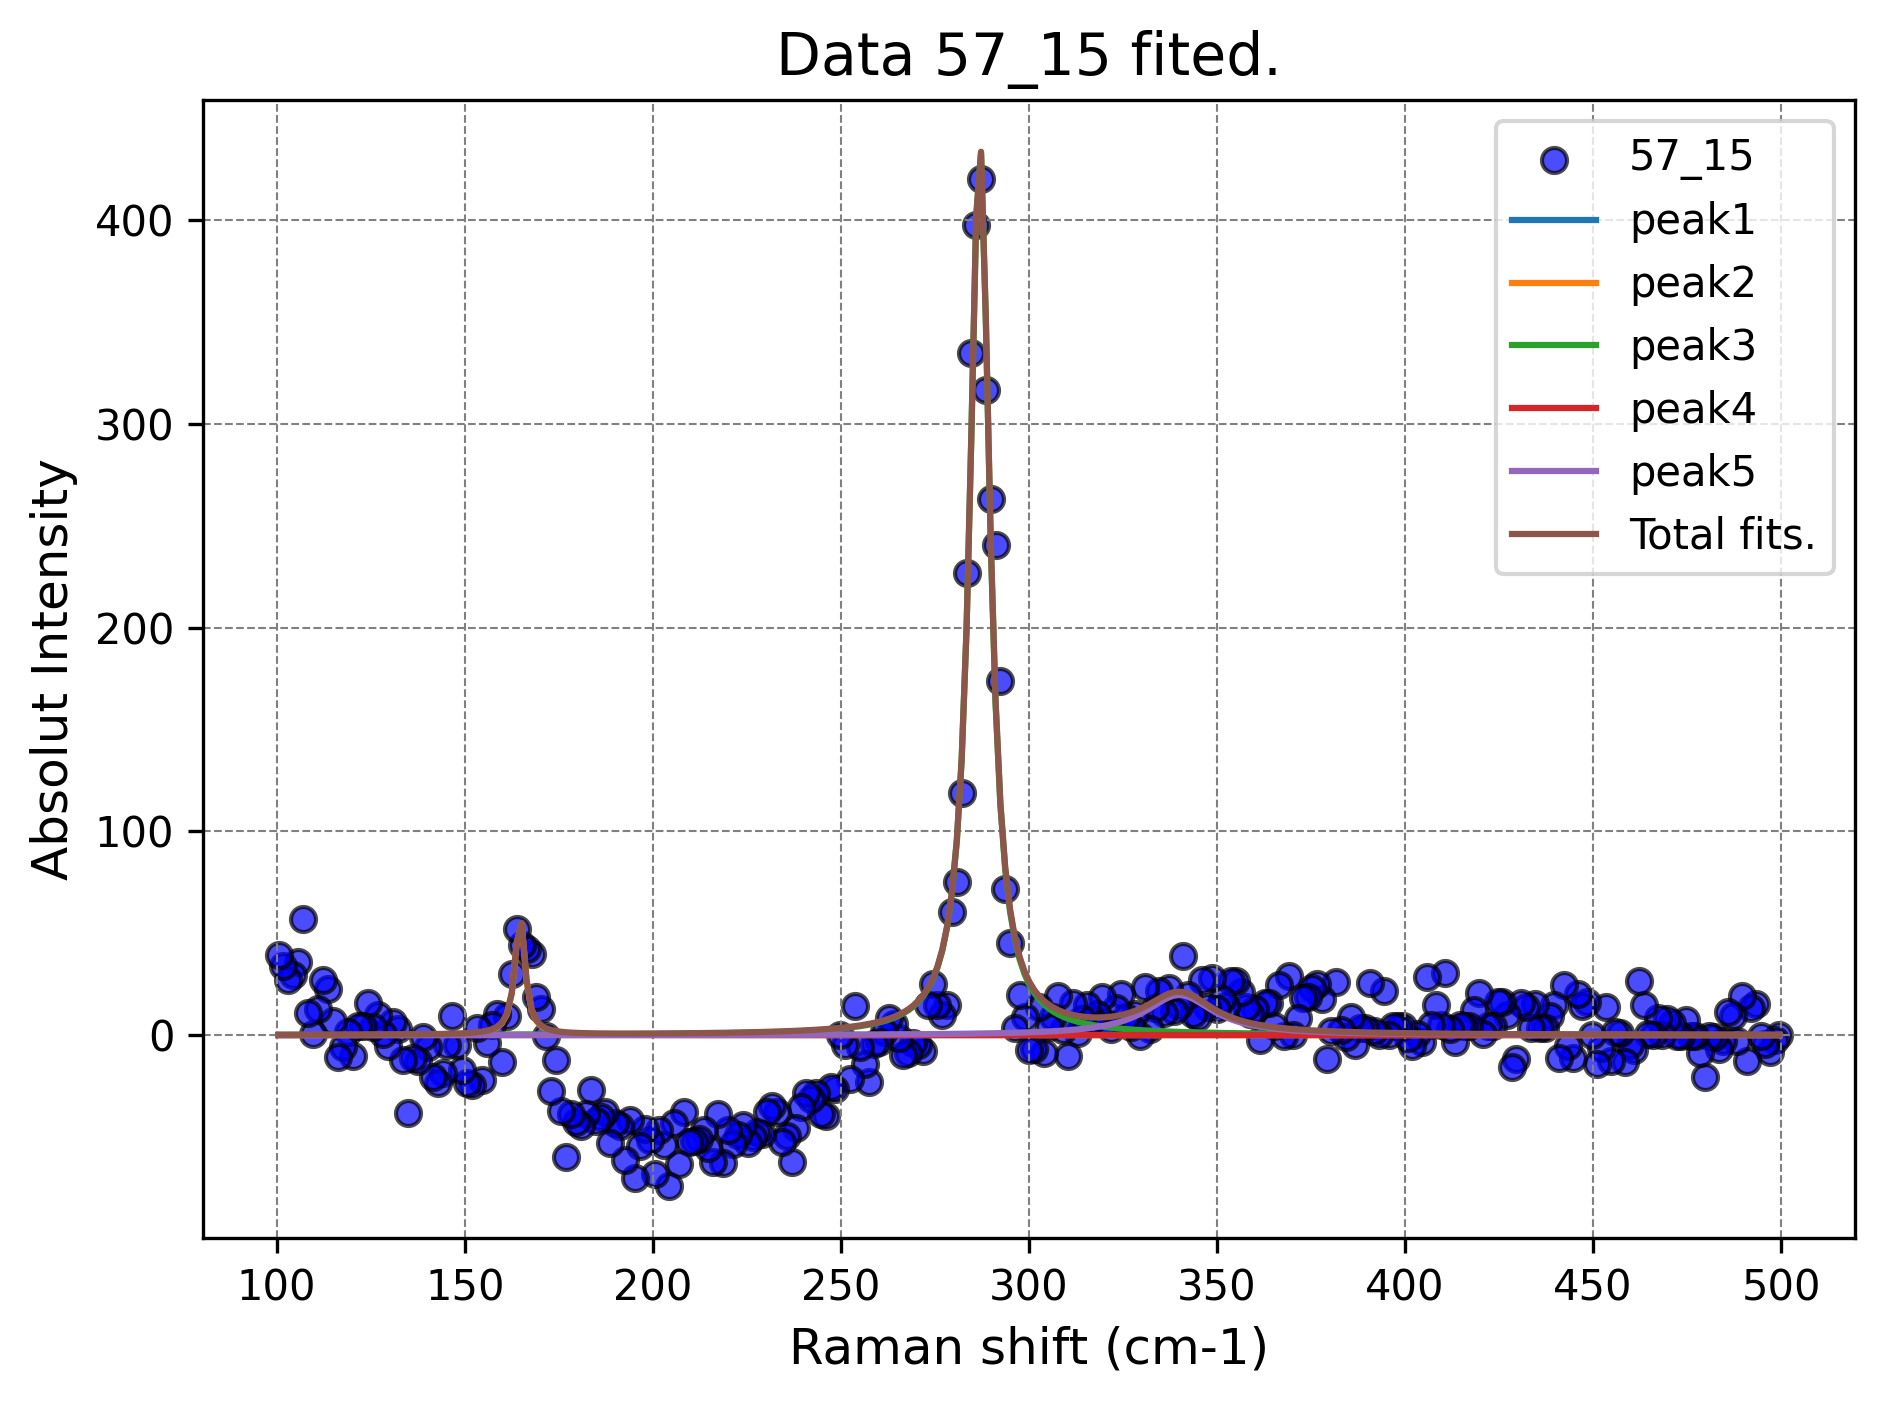 Data 57_15 fited.
Absolut Intensity
400
300
200
100
0
57_15
peak1
peak2
peak3
peak4
peak5
Total fits.
100 150 200 250 300 350 400 450 500
Raman shift (cm-1)